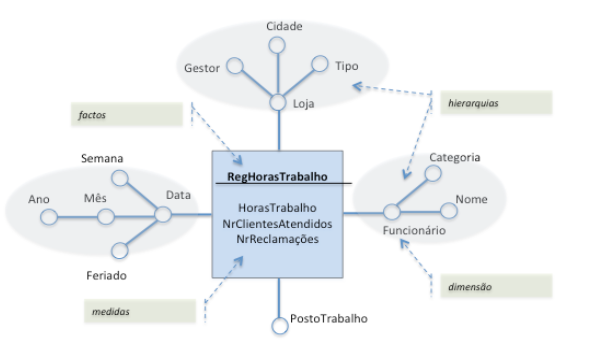 Cidade
Gestor
Tipo
Loja
hierarquias
factos
Semana
RegHorasTrabalho
Categoria
Ano
Mês
Data
Nome
HorasTrabalho
NrClientesAtendidos
NrReclamações
Funcionário
Feriado
dimensão
medidas
PostoTrabalho